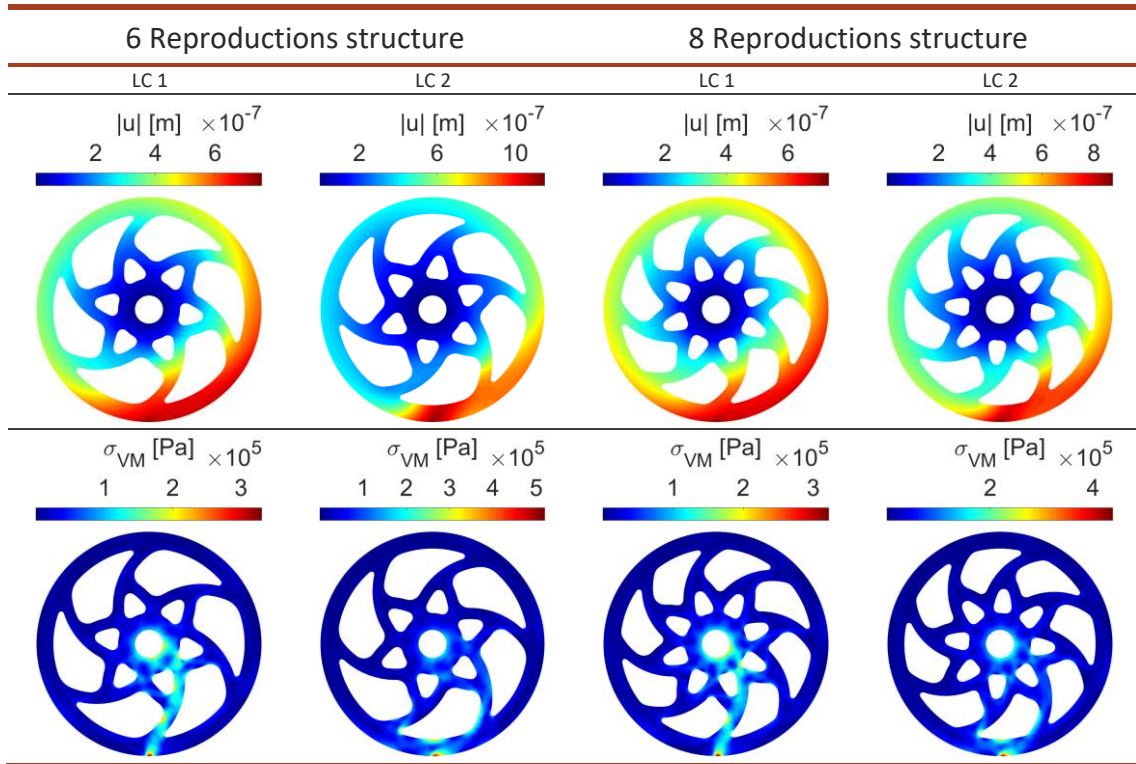 6 Reproductions structure 8 Reproductions structure
LC 1 LC 2 LC 1 LC 2
|u| [m] ×10-7 |u| [m] ×10-7 |u| [m] ×10-7 |u| [m] ×10-7
2 4 6 2 6 10 2 4 6 2 4 6 8
σVM [Pa] ×105 σVM [Pa] ×105 σVM [Pa] ×105 σVM [Pa] ×105
1 2 3 1 2 3 4 5 1 2 3 2 4